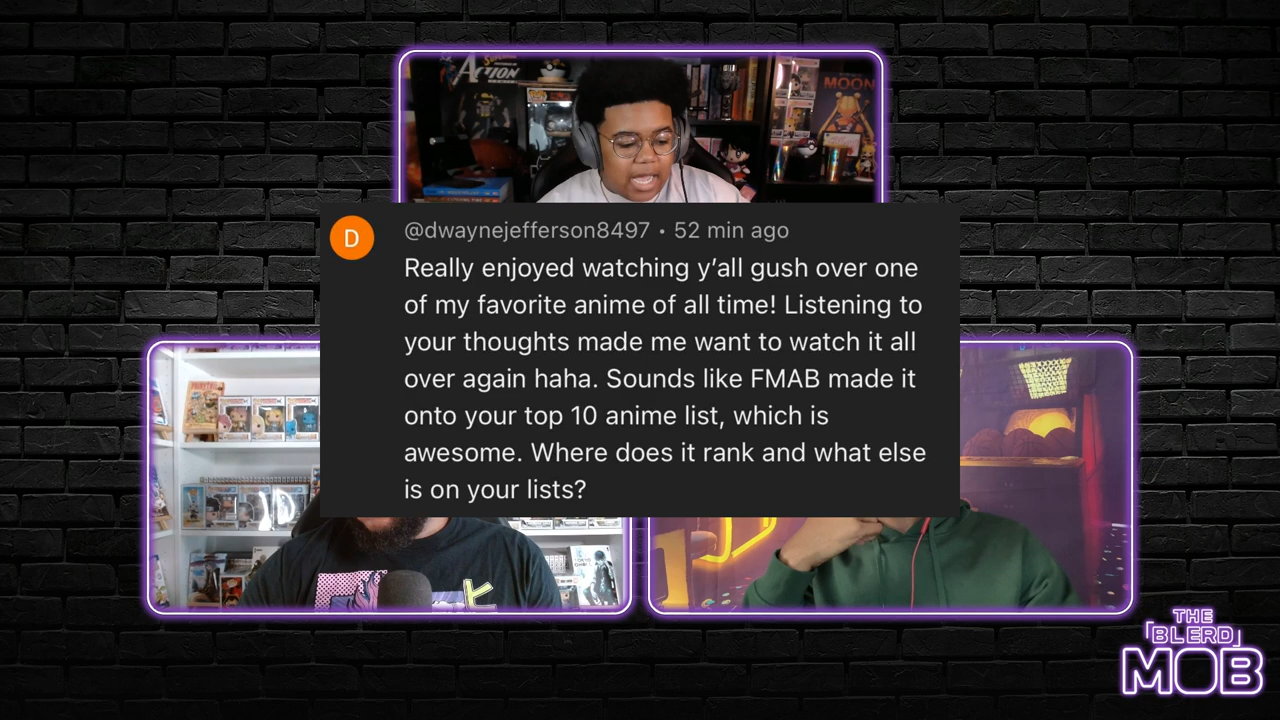 ACTION
MOON
D
@dwaynejefferson8497 • 52 min ago
Really enjoyed watching y’all gush over one
of my favorite anime of all time! Listening to
your thoughts made me want to watch it all
over again haha. Sounds like FMAB made it
onto your top 10 anime list, which is
awesome. Where does it rank and what else
is on your lists?
THE
BLERD
MOB